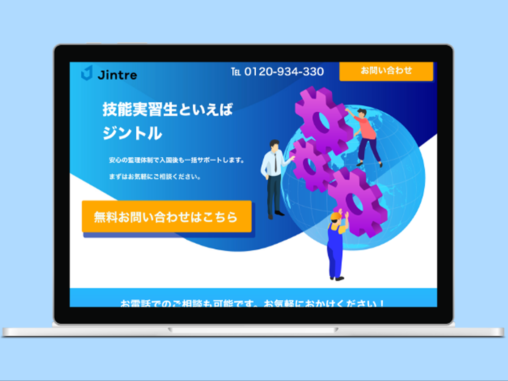 Jintre
℡ 0120-934-330
お問い合わせ
技能実習生といえば
ジントル
安心の監理体制で入国後も一括サポートします。
まずはお気軽にご相談ください。
無料お問い合わせはこちら
お電話でのご相談も可能です。お気軽におかけください！